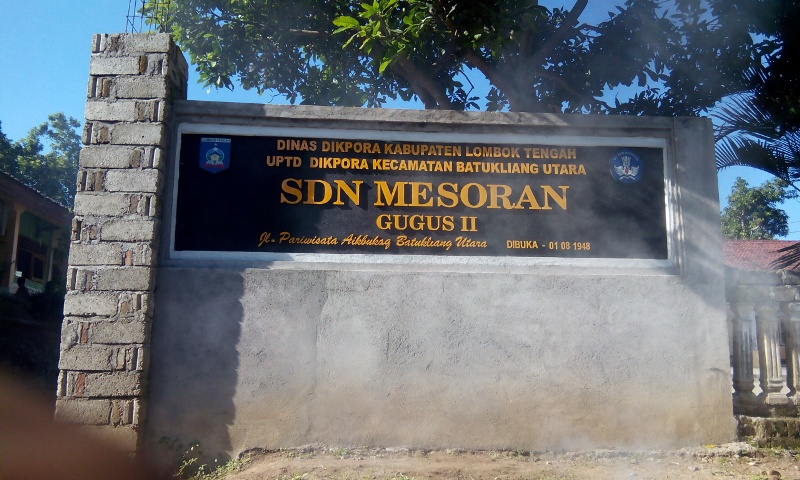 DINAS DIKPORA KABUPATEN LOMBOK TENGAH
UPTD DIKPORA KECAMATAN BATUKLIANG UTARA
SDN MESORAN
GUGUS II
Jl. Pariwisata Aikbukaq Batukliang Utara DIBUKA - 01 08 1948